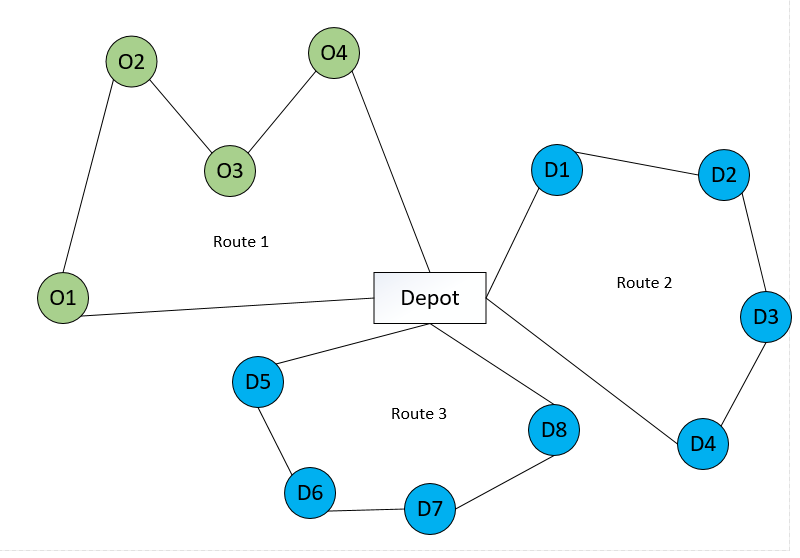 O2
O4
O3
D1
D2
Route 1
Route 2
O1
Depot
D3
D5
Route 3
D8
D4
D6
D7